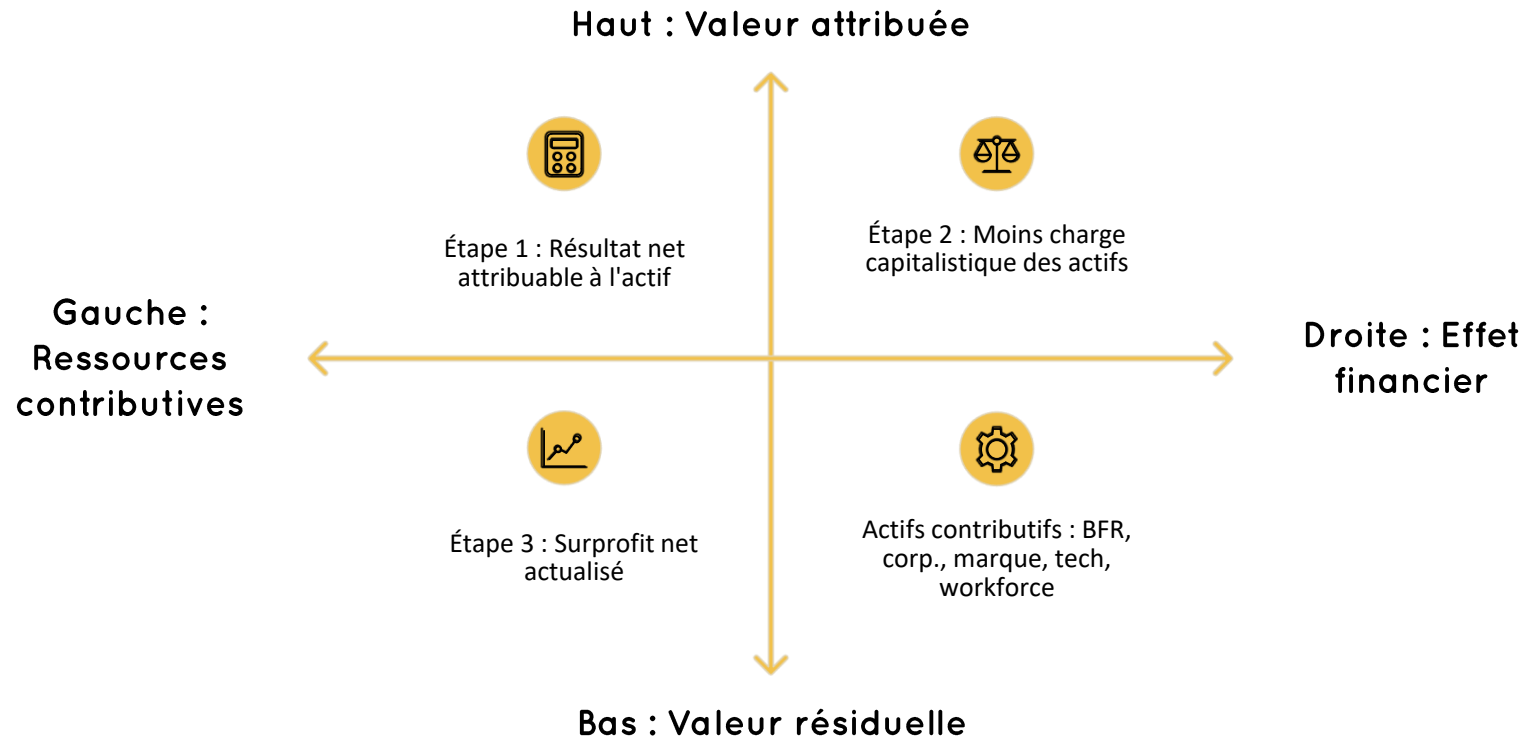 Haut : Valeur attribuée
Étape 1 : Résultat net
attribuable à l'actif
Étape 2 : Moins charge
capitalistique des actifs
Gauche :
Ressources
contributives
Droite : Effet
financier
Étape 3 : Surprofit net
actualisé
Actifs contributifs : BFR,
corp., marque, tech,
workforce
Bas : Valeur résiduelle